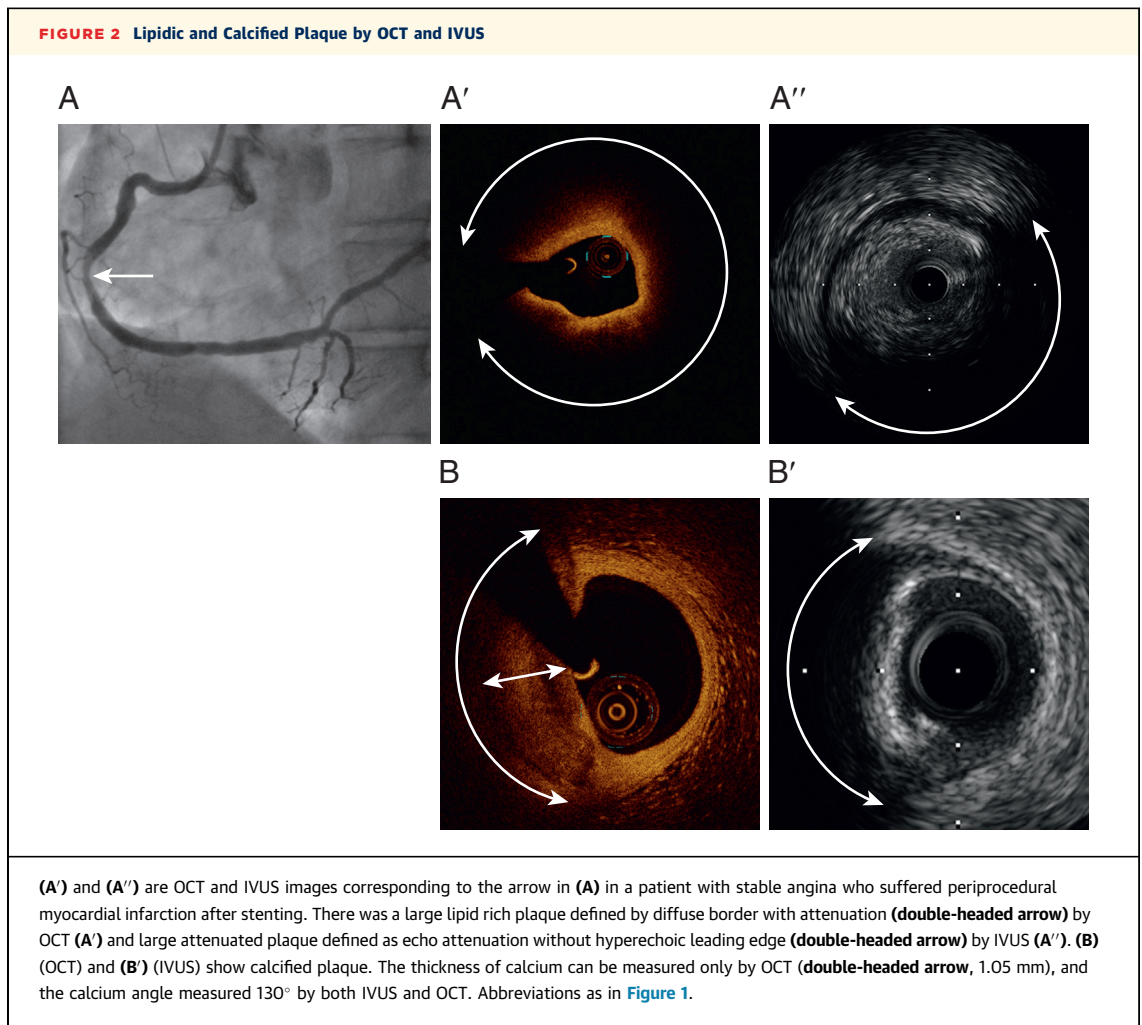 FIGURE 2 Lipidic and Calcified Plaque by OCT and IVUS
A
A′
A′′
B
B′
(A′) and (A′′) are OCT and IVUS images corresponding to the arrow in (A) in a patient with stable angina who suffered periprocedural
myocardial infarction after stenting. There was a large lipid rich plaque defined by diffuse border with attenuation (double-headed arrow) by
OCT (A′) and large attenuated plaque defined as echo attenuation without hyperechoic leading edge (double-headed arrow) by IVUS (A′′). (B)
(OCT) and (B′) (IVUS) show calcified plaque. The thickness of calcium can be measured only by OCT (double-headed arrow, 1.05 mm), and
the calcium angle measured 130° by both IVUS and OCT. Abbreviations as in Figure 1.